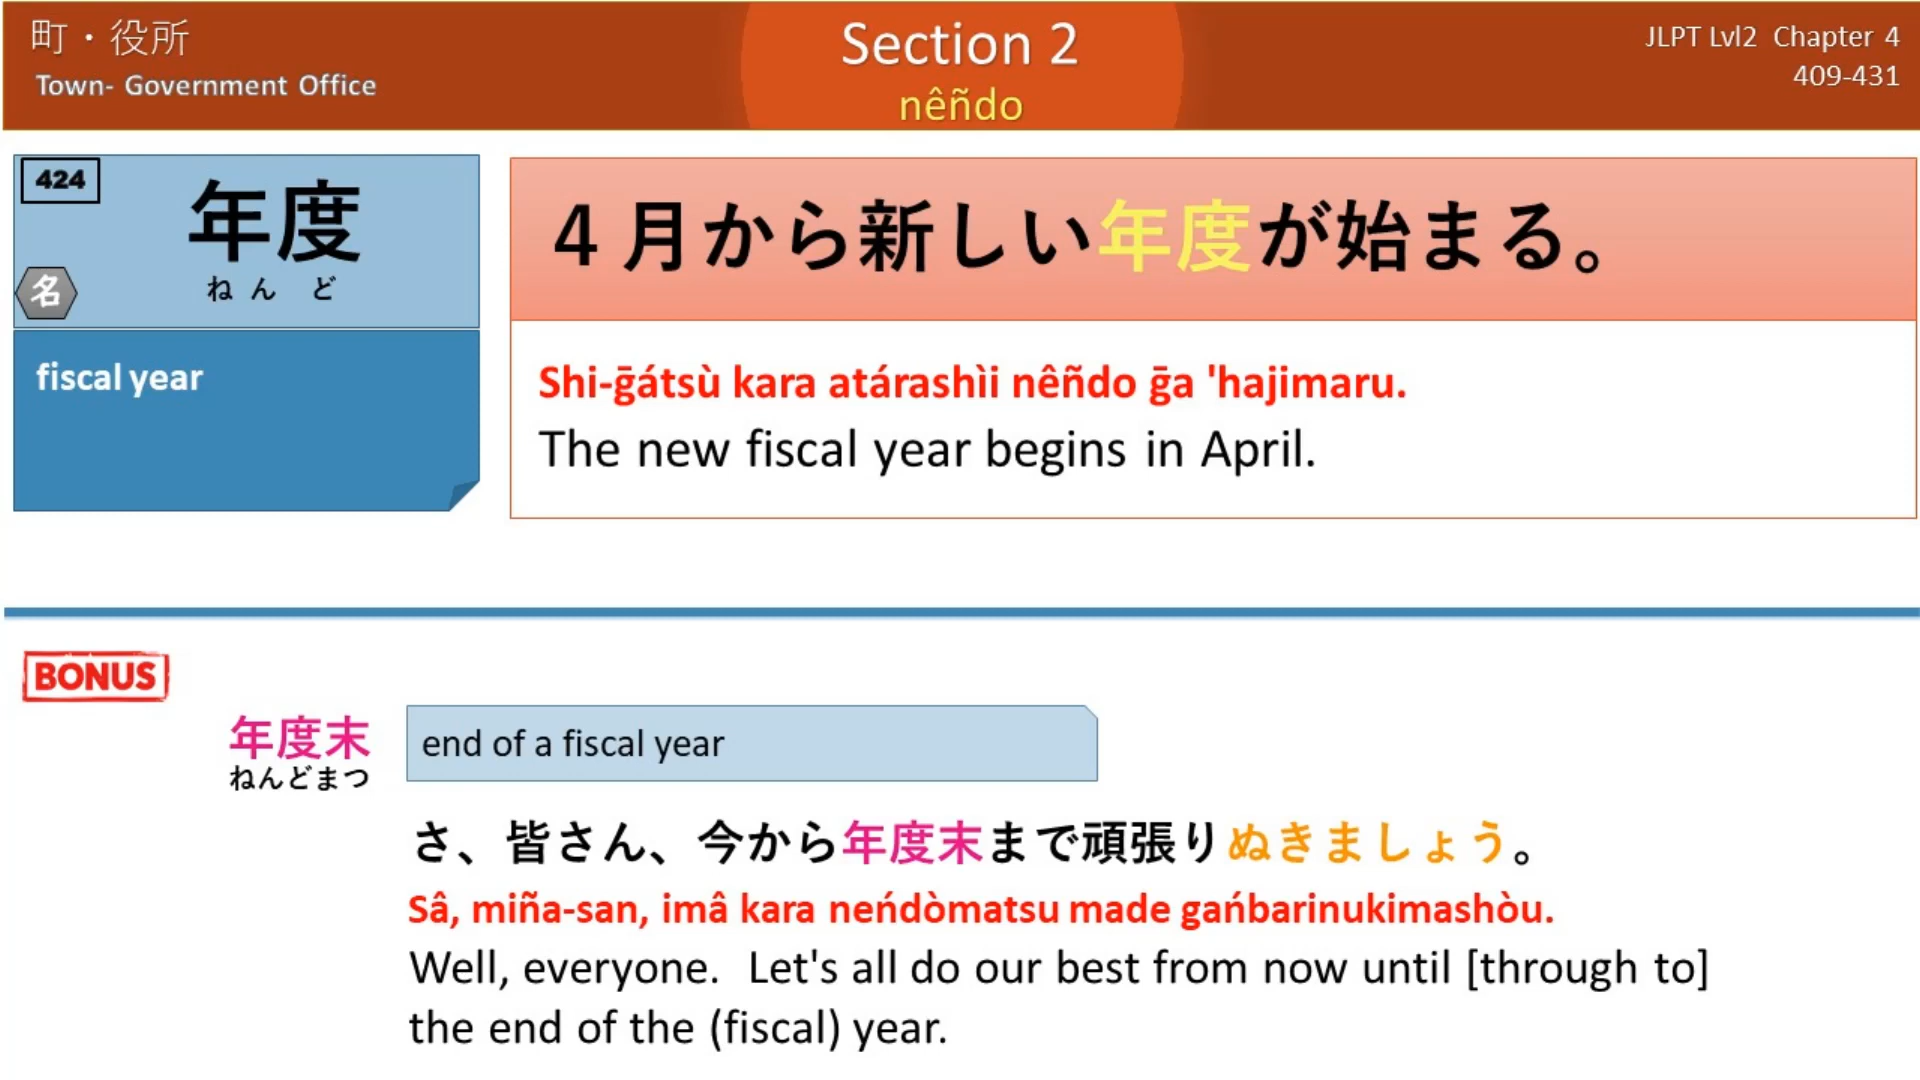 町・役所
Town- Government Office
Section 2
nêñdo
JLPT Lvl2 Chapter 4
409-431
424
年度
ねんど
名
fiscal year
4月から新しい年度が始まる。
Shi-ḡátsù kara atárashìi nêñdo ḡa 'hajimaru.
The new fiscal year begins in April.
BONUS
年度末
ねんどまつ
end of a fiscal year
さ、皆さん、今から年度末まで頑張りぬきましょう。
Sâ, miña-san, imâ kara neńdòmatsu made gańbarinukimashòu.
Well, everyone. Let's all do our best from now until [through to]
the end of the (fiscal) year.